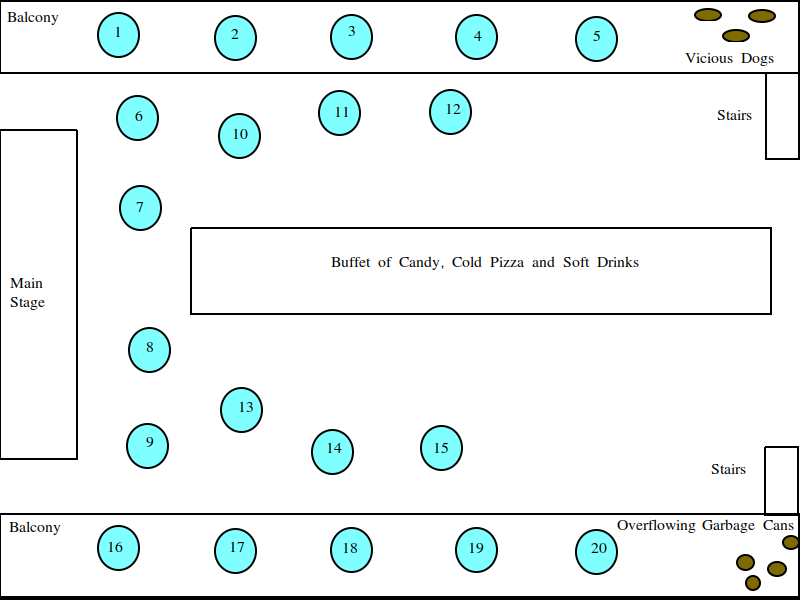 Balcony
1
2
3
4
5
Vicious Dogs
6
10
11
12
Stairs
7
Buffet of Candy, Cold Pizza and Soft Drinks
Main
Stage
8
13
9
14
15
Stairs
Balcony
Overflowing Garbage Cans
16
17
18
19
20